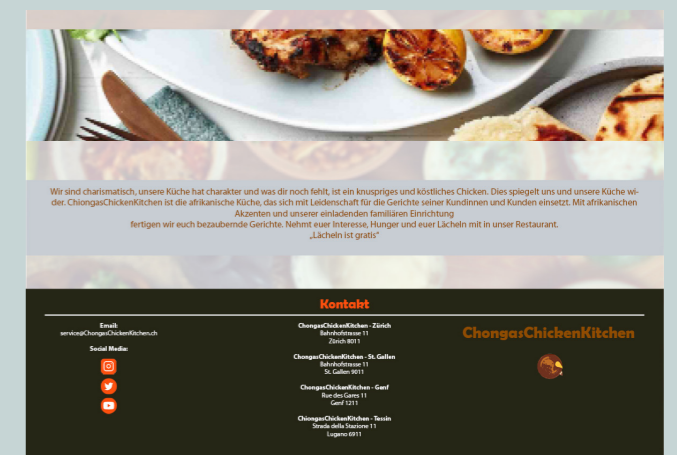 Wir sind charismatisch, unsere Küche hat charakter und was dir noch fehlt, ist ein knuspriges und köstliches Chicken. Dies spiegelt uns und unsere Küche wi-
der. ChiongasChickenKitchen ist die afrikanische Küche, das sich mit Leidenschaft für die Gerichte seiner Kundinnen und Kunden einsetzt. Mit afrikanischen
Akzenten und unserer einladenden familiären Einrichtung
fertigen wir euch bezaubernde Gerichte. Nehmt euer Interesse, Hunger und euer Lächeln mit in unser Restaurant.
„Lächeln ist gratis“
Kontakt
Email:
service@ChongasChickenKitchen.ch
Social Media:
ChongasChickenKitchen - Zürich
Bahnhofstrasse 11
Zürich 8011
ChongasChickenKitchen - St. Gallen
Bahnhofstrasse 11
St. Gallen 9011
ChongasChickenKitchen - Genf
Rue des Gares 11
Genf 1211
ChiongasChickenKitchen - Tessin
Strada della Stazione 11
Lugano 6911
ChongasChickenKitchen